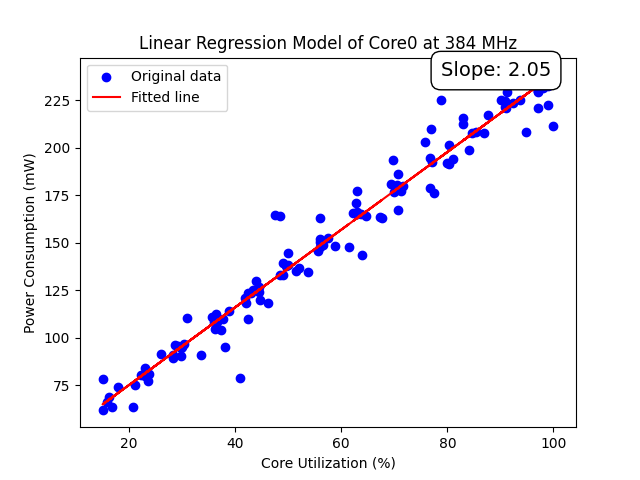 Linear Regression Model of Core0 at 384 MHz
Slope: 2.05
Original data
Fitted line
Power Consumption (mW)
225
200
175
150
125
100
75
20 40 60 80 100
Core Utilization (%)